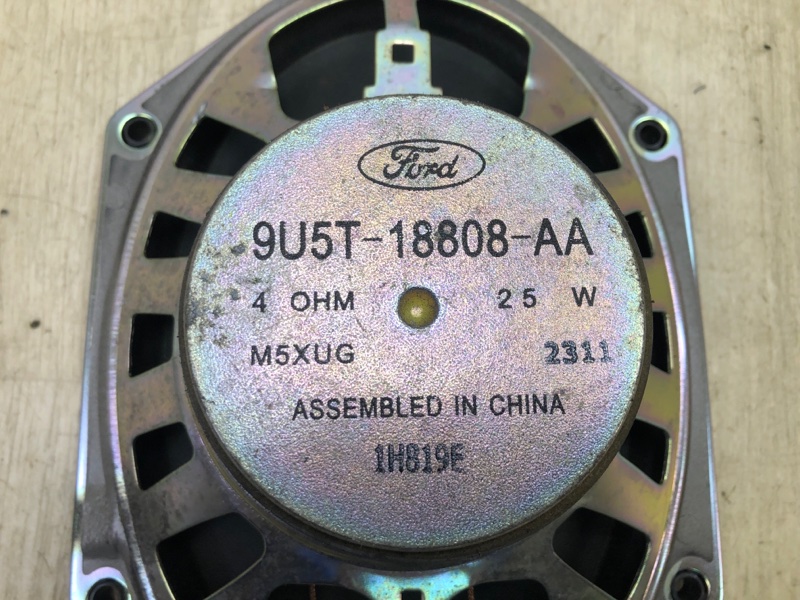 Ford
9U5T-18808-AA
4 OHM 25 W
M5XUG 2311
ASSEMBLED IN CHINA
1H819E